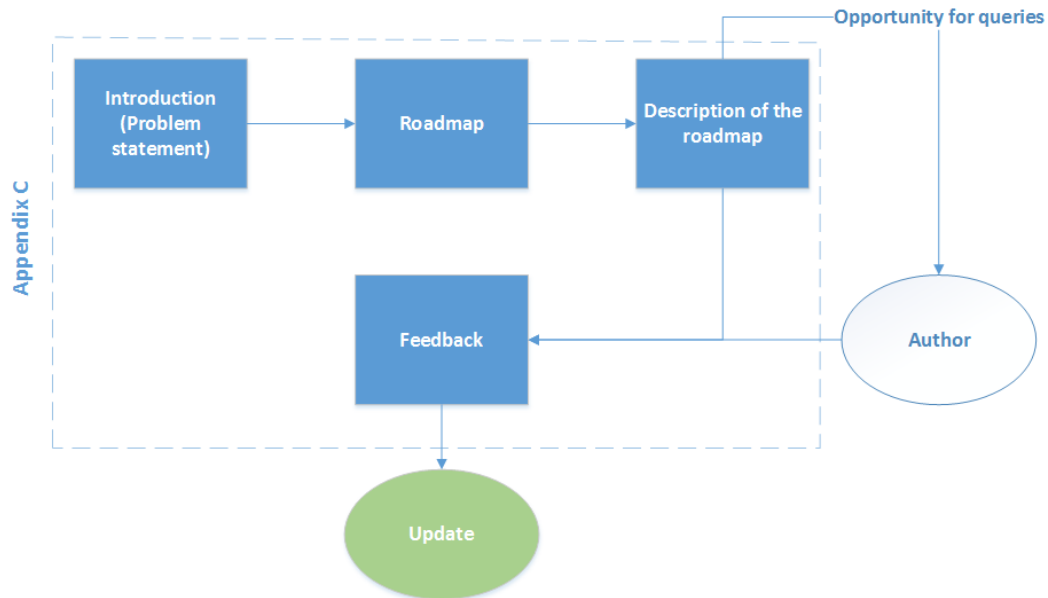 Opportunity for queries
Introduction
(Problem
statement)
Roadmap
Description of the
roadmap
Appendix C
Feedback
Author
Update